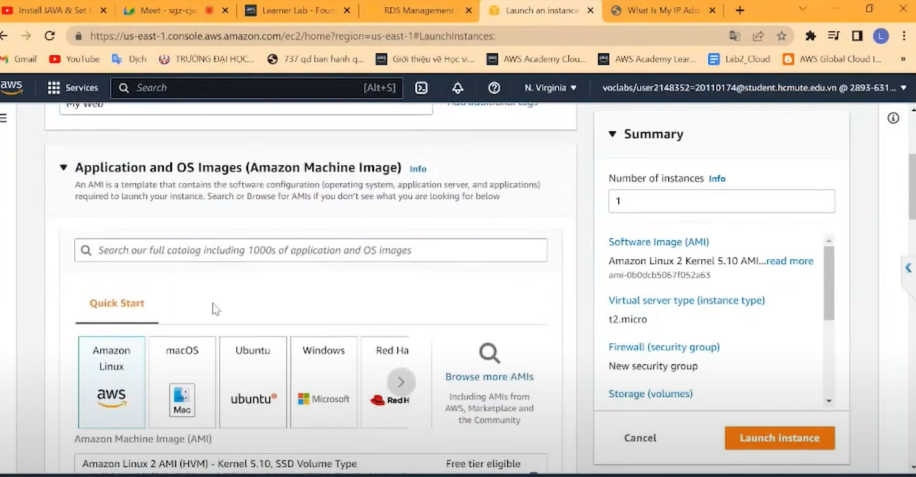 Install JAVA & Set
Meet - sgz-cje
Learner Lab - Foun
RDS Management
Launch an instance
What Is My IP Add
https://us-east-1.console.aws.amazon.com/ec2/home?region=us-east-1#LaunchInstances:
Gmail
YouTube
Dịch
TRƯỜNG ĐẠI HỌC...
737 qd ban hanh q...
Giới thiệu về Học vi...
AWS Academy Clou...
AWS Academy Lear...
Lab2_Cloud
AWS Global Cloud I...
aws
Services
Search
[Alt+S]
N. Virginia
voclabs/user2148352=20110174@student.hcmute.edu.vn @ 2893-631...
My Web
Add additional tags
Application and OS Images (Amazon Machine Image) Info
An AMI is a template that contains the software configuration (operating system, application server, and applications)
required to launch your instance. Search or Browse for AMIs if you don't see what you are looking for below
Search our full catalog including 1000s of application and OS images
Quick Start
Amazon
Linux
aws
macOS
Mac
Ubuntu
ubuntu
Windows
Microsoft
Red Ha
Red H
Browse more AMIs
Including AMIs from
AWS, Marketplace and
the Community
Amazon Machine Image (AMI)
Amazon Linux 2 AMI (HVM) - Kernel 5.10, SSD Volume Type
Free tier eligible
Summary
Number of instances Info
1
Software Image (AMI)
Amazon Linux 2 Kernel 5.10 AMI...read more
ami-0b0dcb5067f052a63
Virtual server type (instance type)
t2.micro
Firewall (security group)
New security group
Storage (volumes)
Cancel
Launch instance